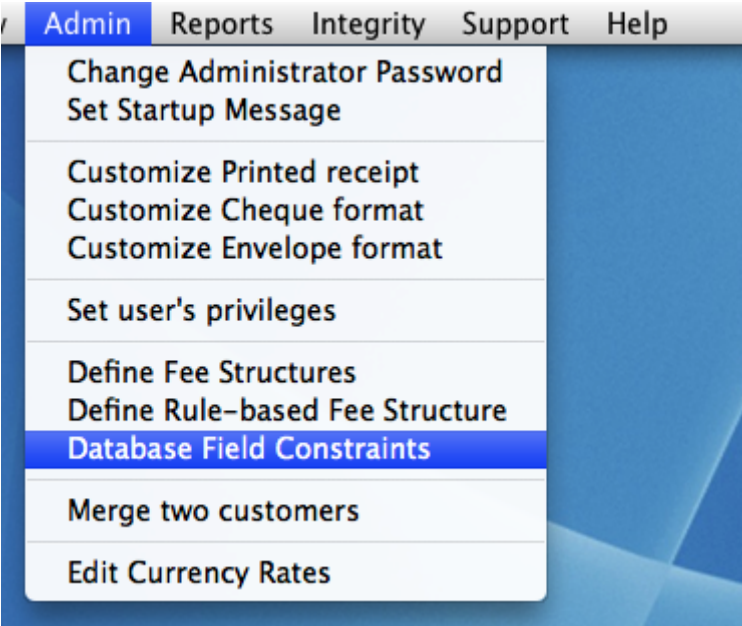 Admin Reports Integrity Support Help
Change Administrator Password
Set Startup Message
Customize Printed receipt
Customize Cheque format
Customize Envelope format
Set user's privileges
Define Fee Structures
Define Rule-based Fee Structure
Database Field Constraints
Merge two customers
Edit Currency Rates